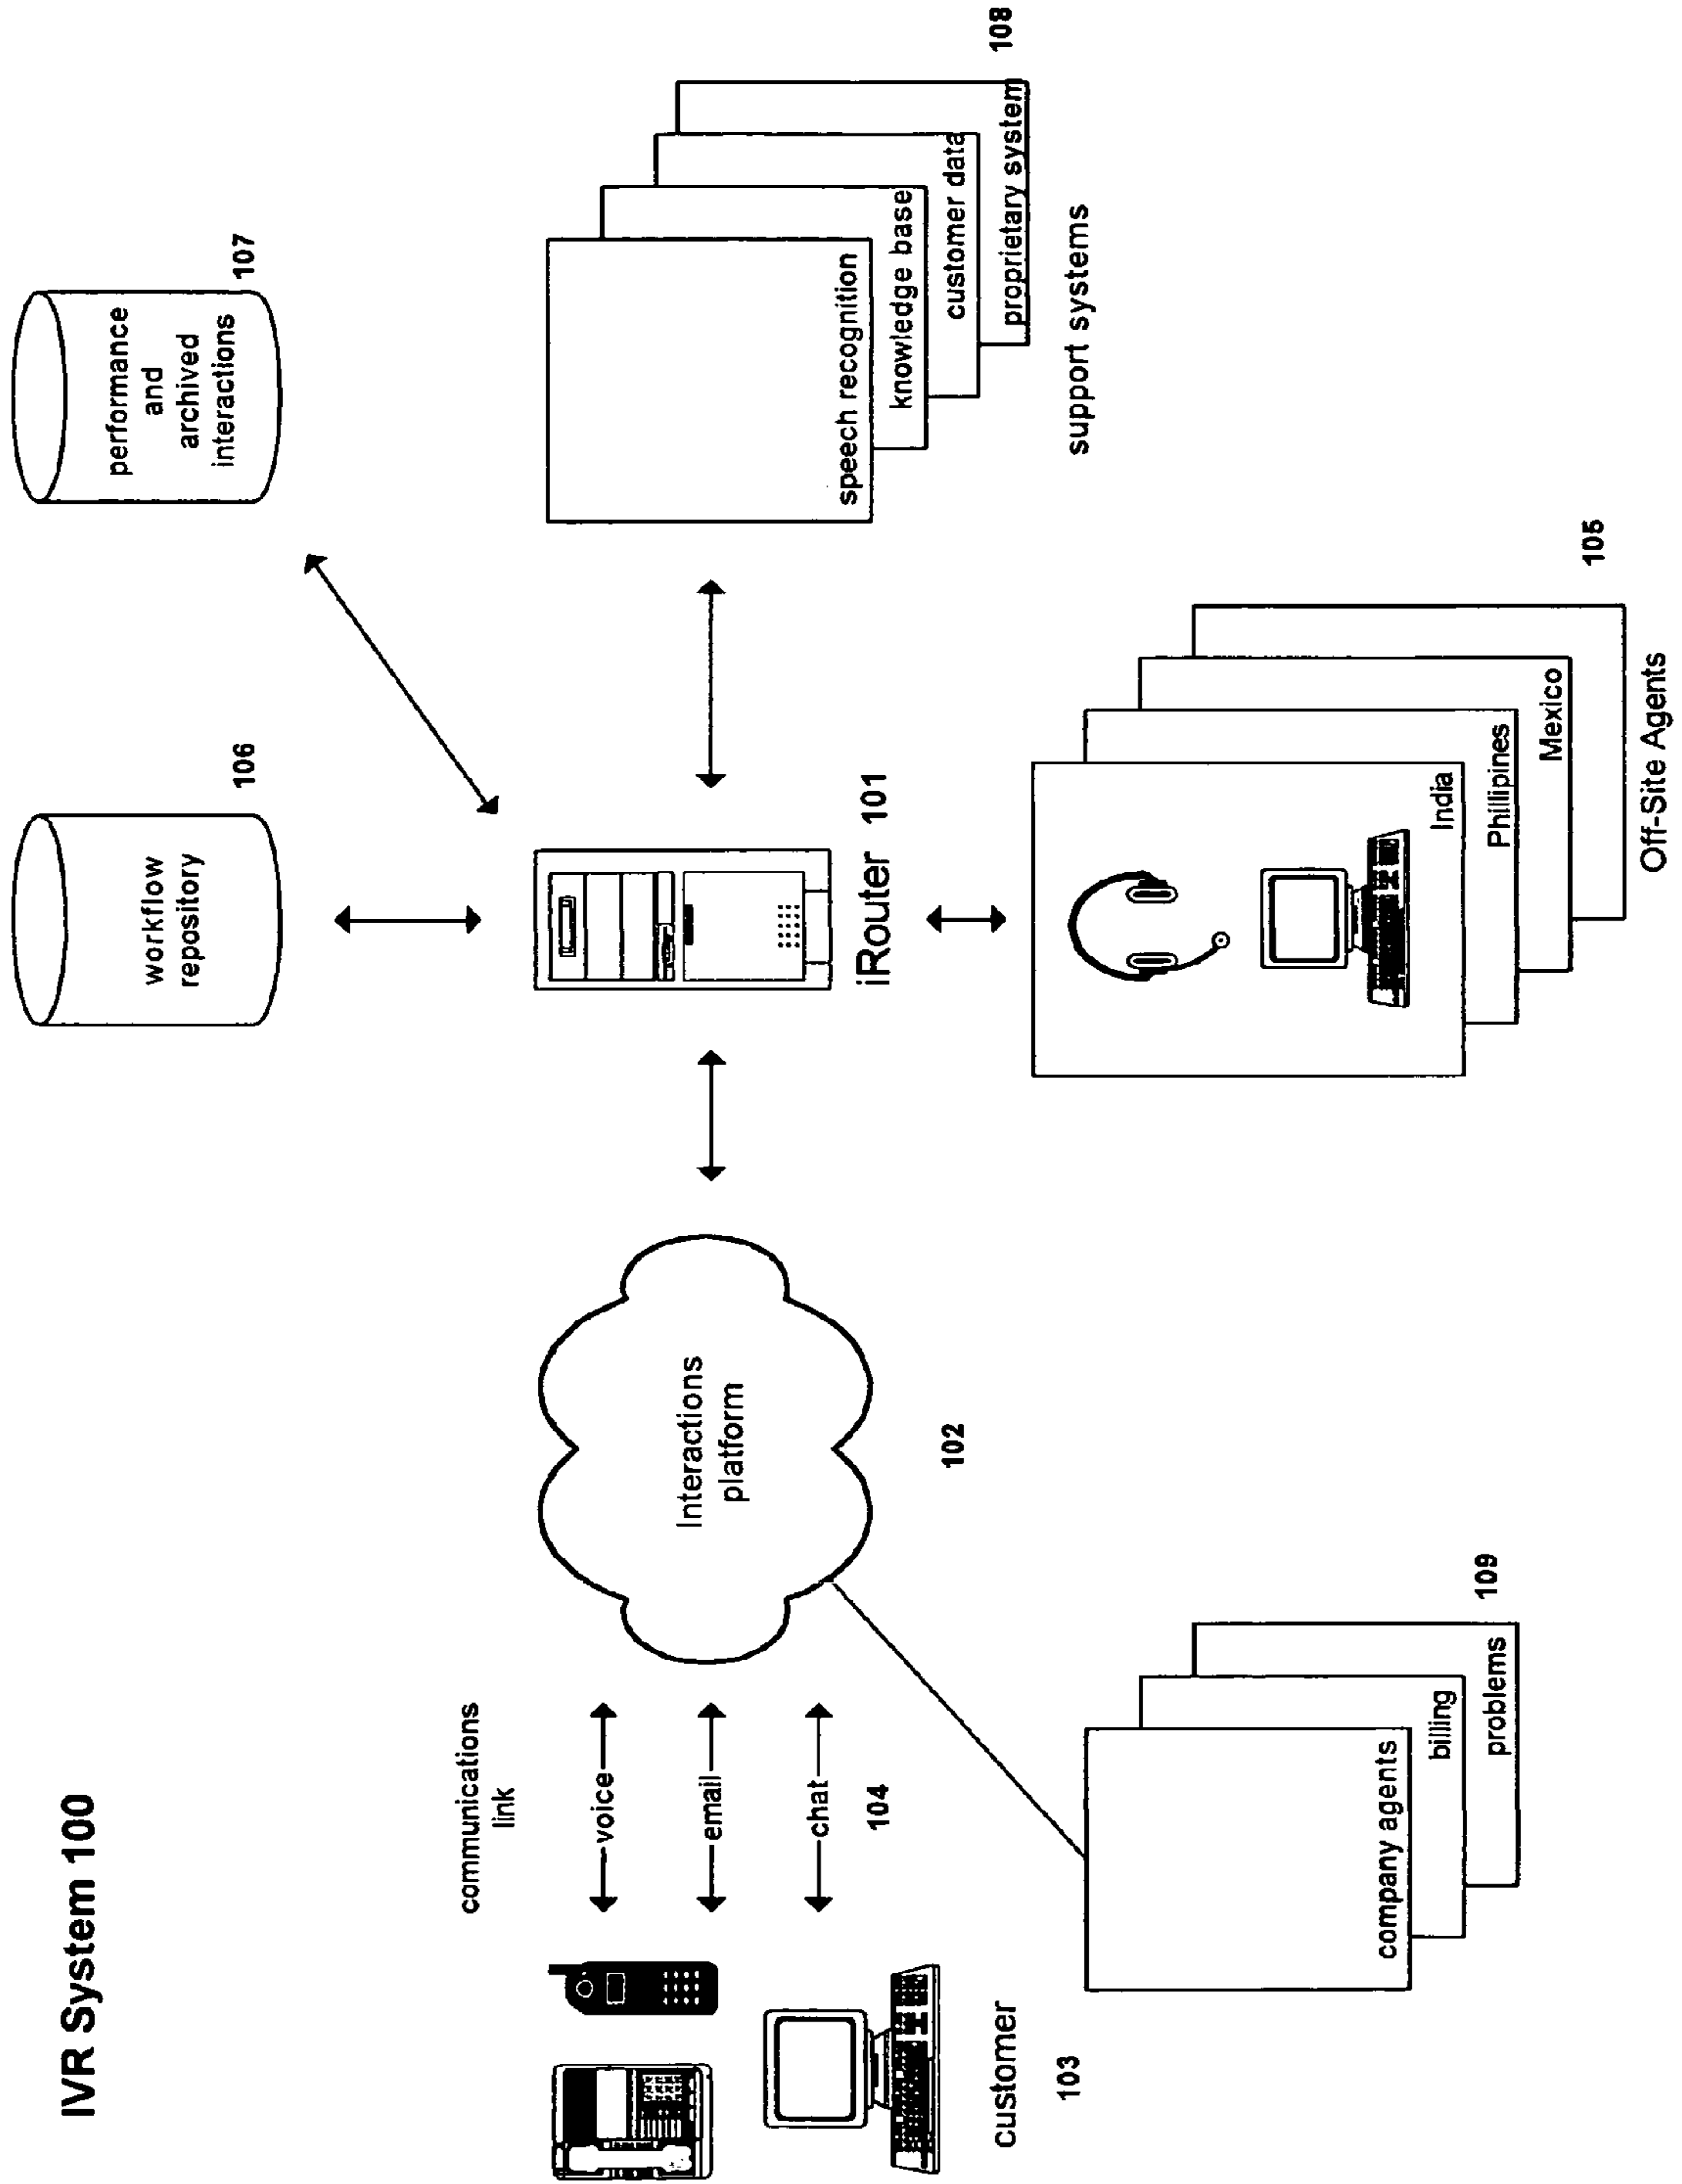 IVR System 100
communications
link
voice
email
chat
104
customer
103
Interactions
platform
102
company agents
billing
problems
109
workflow
repository
106
performance
and
archived
interactions
107
iRouter 101
speech recognition
knowledge base
customer data
proprietary system
108
support systems
India
Phillipines
Mexico
105
Off-Site Agents